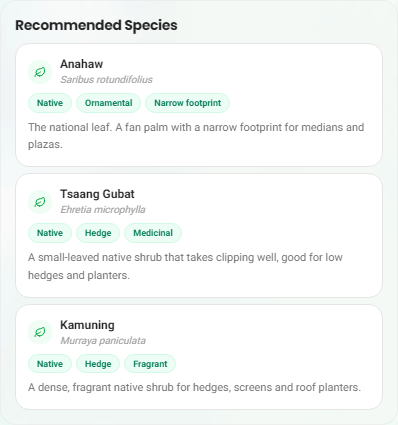 Recommended Species
Anahaw
Saribus rotundifolius
Native Ornamental Narrow footprint
The national leaf. A fan palm with a narrow footprint for medians and
plazas.
Tsaang Gubat
Ehretia microphylla
Native Hedge Medicinal
A small-leaved native shrub that takes clipping well, good for low
hedges and planters.
Kamuning
Murraya paniculata
Native Hedge Fragrant
A dense, fragrant native shrub for hedges, screens and roof planters.